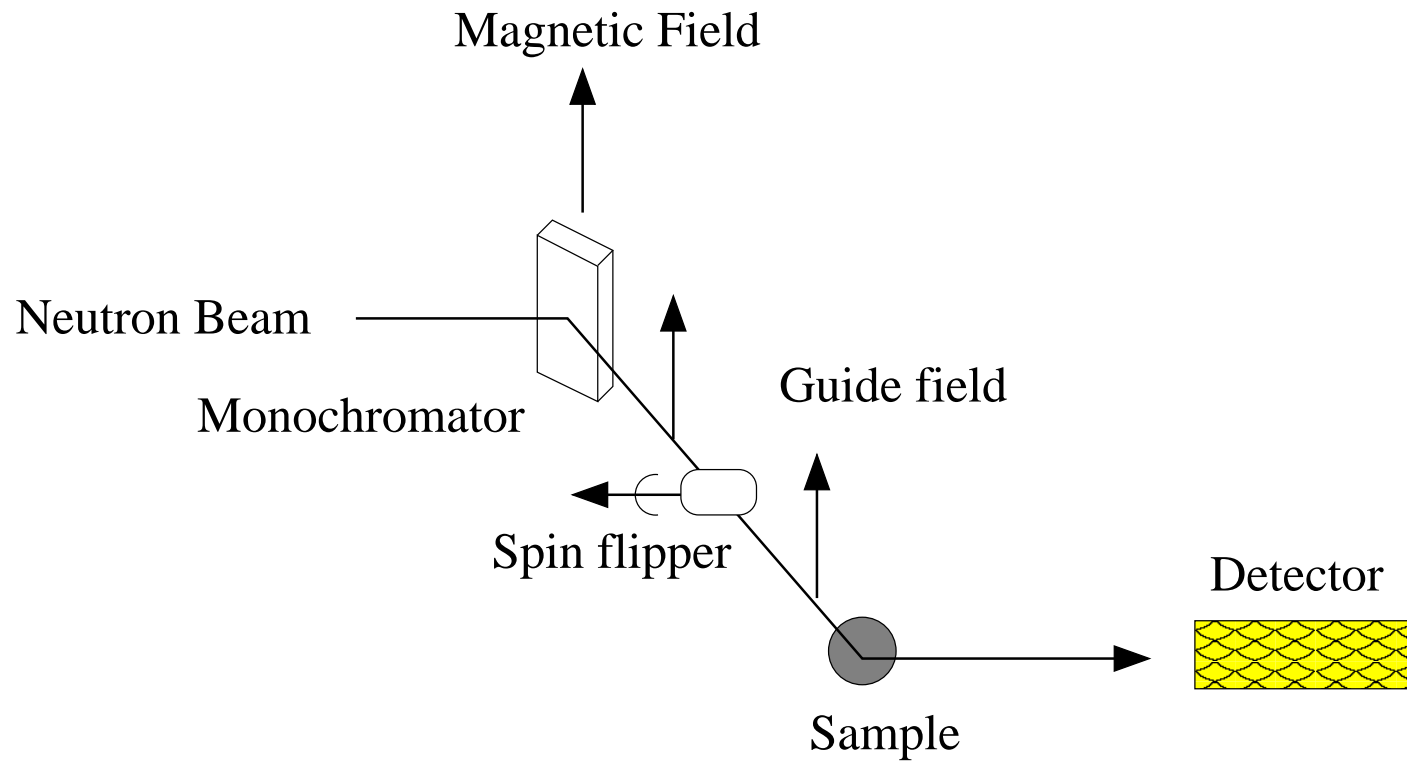 Magnetic Field
Neutron Beam
Guide field
Monochromator
Spin flipper
Detector
Sample